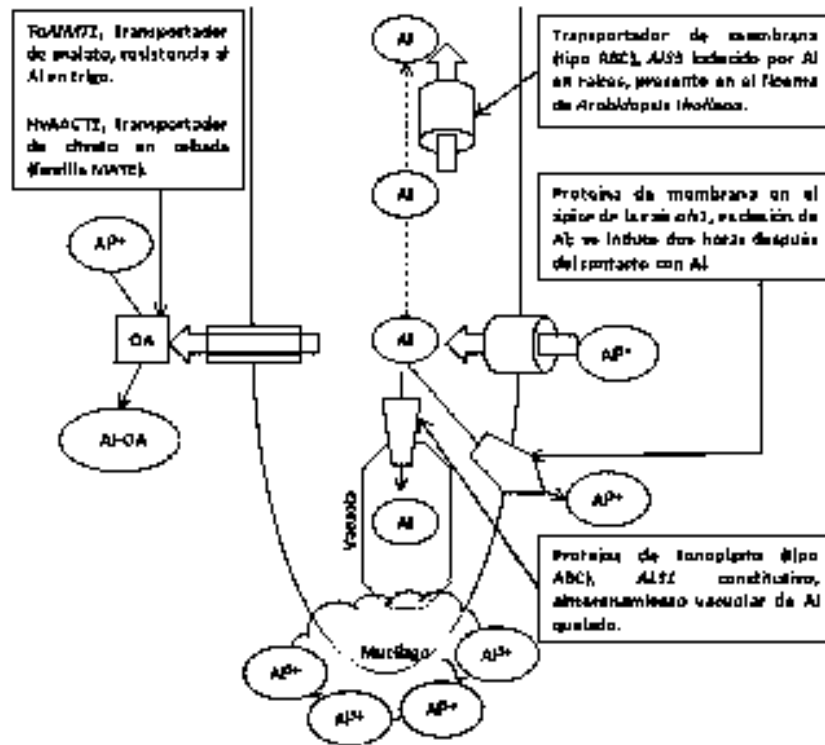 TaALMT1, Transportador
de malato, resistencia al
Al en trigo.
HvAACT1, Transportador
de citrato en cebada
(familia MATE).
Transportador de membrana
(tipo ABC), ALS3 inducido por Al
en raíces, presente en el floema
de Arabidopsis thaliana.
Proteína de membrana en el
ápice de la raíz exclusión de
Al; se induce dos horas después
del contacto con Al.
Proteína de tonoplasto (tipo
ABC), ALS1 constitutivo,
almacenamiento vacuolar de Al
quelado.
Al
Al
Al³⁺
OA
Al
Al³⁺
Al-OA
Al³⁺
Vacuola
Al
Mucílago
Al³⁺
Al³⁺
Al³⁺
Al³⁺